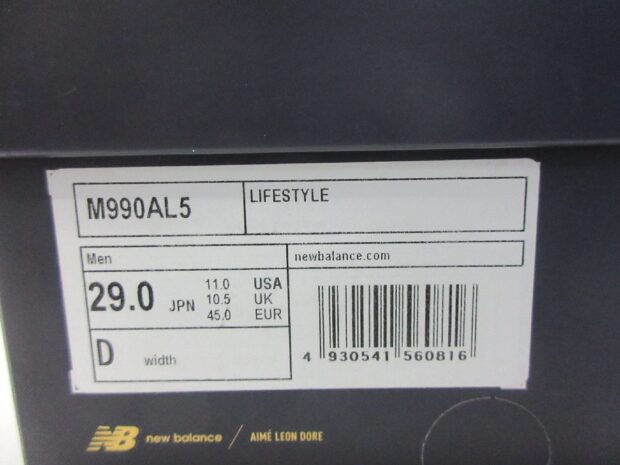 M990AL5
LIFESTYLE
Men
newbalance.com
29.0 JPN
11.0 USA
10.5 UK
45.0 EUR
D width
4 930541 560816
NB new balance / AIMÉ LEON DORE